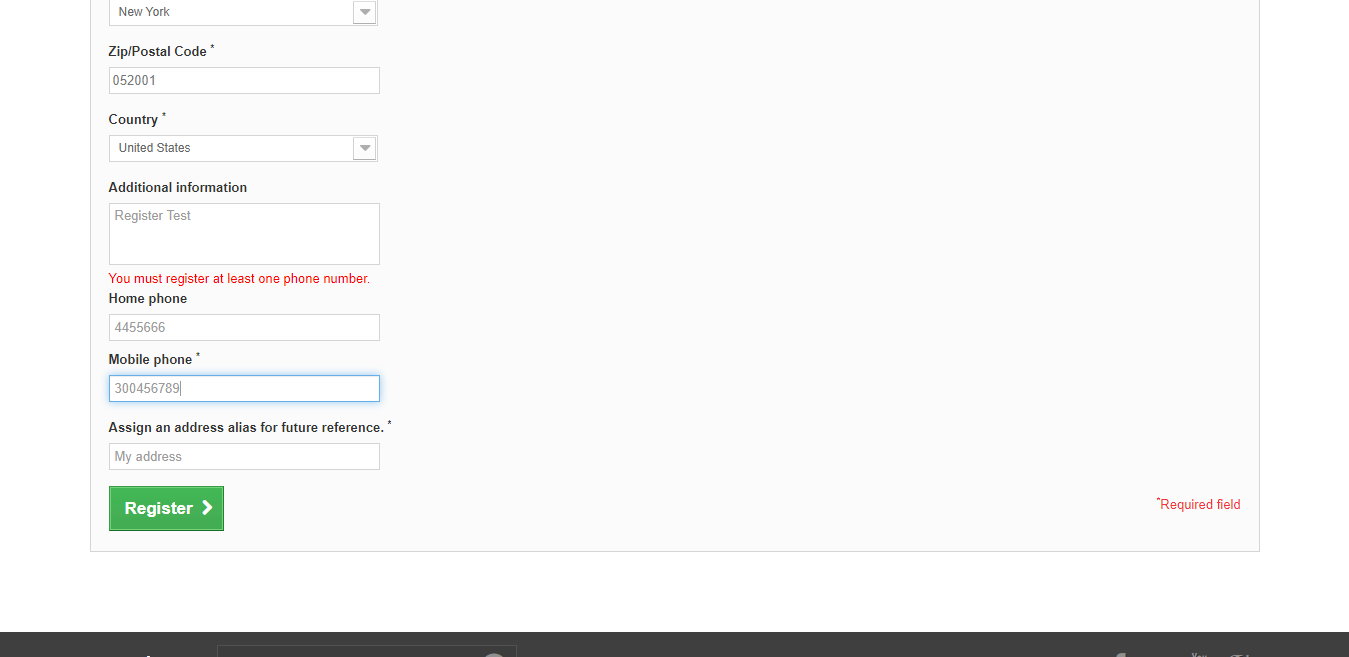 New York
Zip/Postal Code *
052001
Country *
United States
Additional information
Register Test
You must register at least one phone number.
Home phone
4455666
Mobile phone *
300456789
Assign an address alias for future reference. *
My address
Register
*Required field